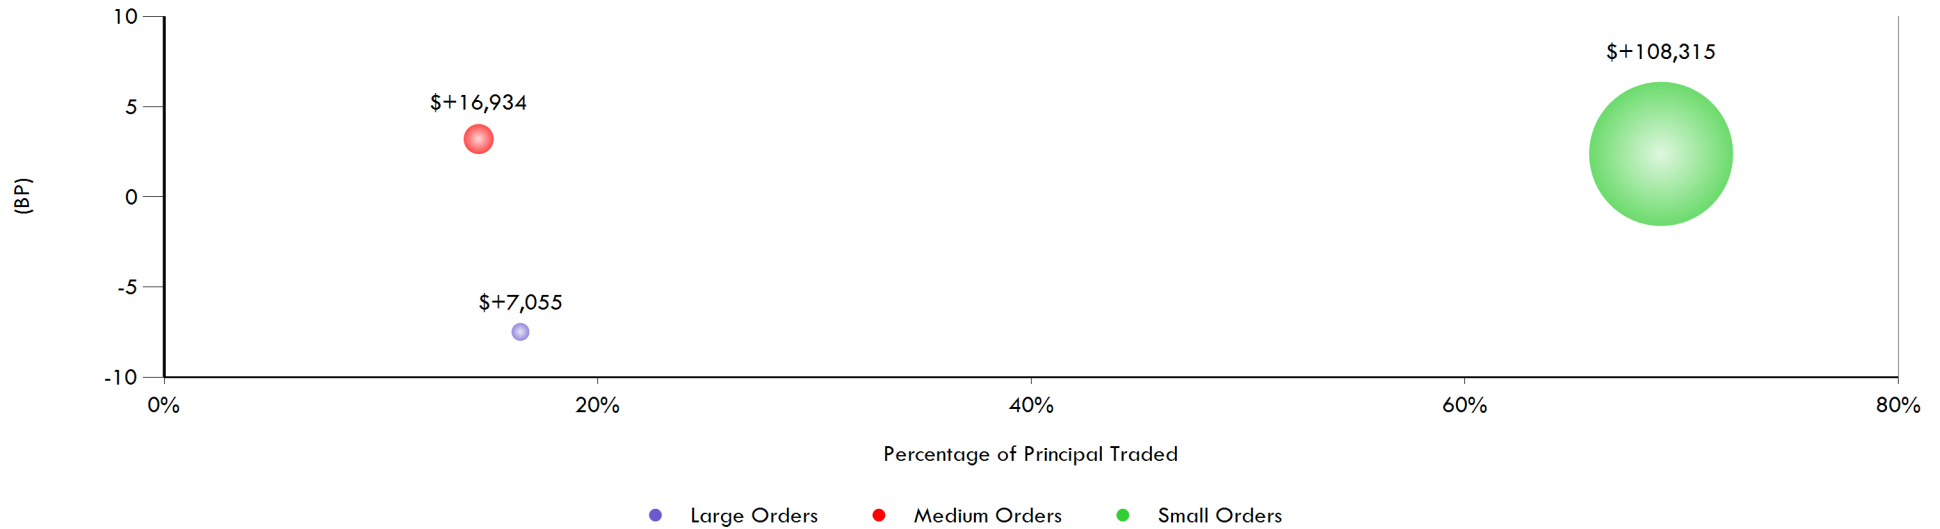 10
$+108,315
$+16,934
5
(BP)
0
-5
$+7,055
-10
0% 20% 40% 60% 80%
Percentage of Principal Traded
Large Orders Medium Orders Small Orders